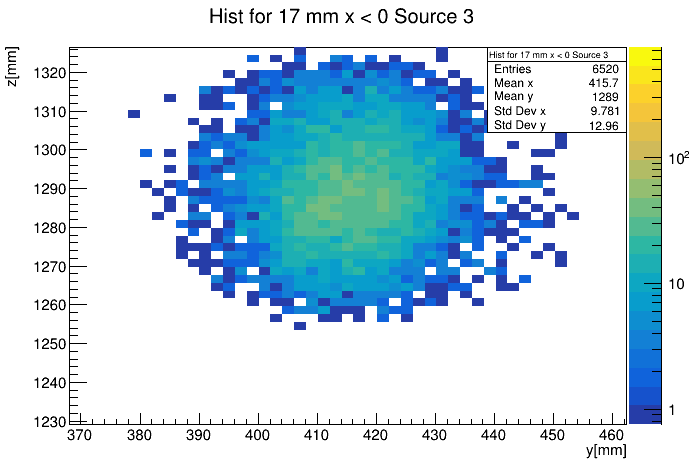 Hist for 17 mm x < 0 Source 3
z[mm]
Hist for 17 mm x < 0 Source 3
Entries 6520
Mean x 415.7
Mean y 1289
Std Dev x 9.781
Std Dev y 12.96
1320
1310
1300
1290
1280
1270
1260
1250
1240
1230
10²
10
1
370 380 390 400 410 420 430 440 450 460
y[mm]